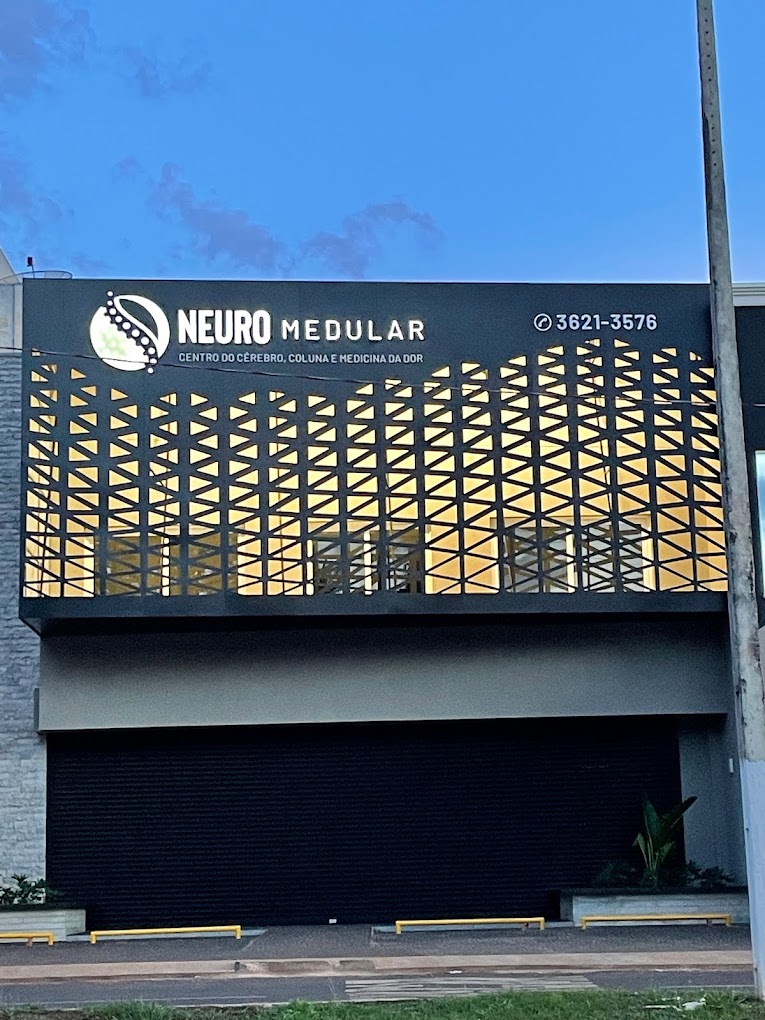 NEURO MEDULAR
CENTRO DO CÉREBRO, COLUNA E MEDICINA DA DOR
3621-3576